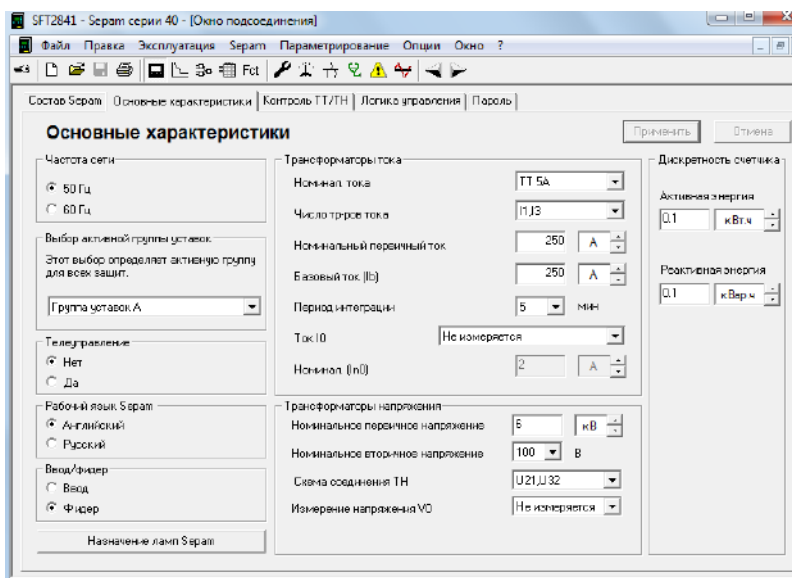 SFT2841 - Sepam серии 40 - [Окно подсоединения]
Файл Правка Эксплуатация Sepam Параметрирование Опции Окно ?
Fct
Состав Sepam Основные характеристики Контроль ТТ/ТН Логика управления Пароль
Основные характеристики
Применить Отмена
Частота сети
50 Гц
60 Гц
Выбор активной группы уставок
Этот выбор определяет активную группу
для всех защит.
Группа уставок А
Телеуправление
Нет
Да
Рабочий язык Sepam
Английский
Русский
Ввод/фидер
Ввод
Фидер
Назначение ламп Sepam
Трансформаторы тока
Номинал. тока ТТ 5А
Число тр-ров тока I1,I3
Номинальный первичный ток 250 А
Базовый ток (Ib) 250 А
Период интеграции 5 мин
Ток I0 Не измеряется
Номинал. (In0) 2 А
Трансформаторы напряжения
Номинальное первичное напряжение 6 кВ
Номинальное вторичное напряжение 100 В
Схема соединения ТН U21,U32
Измерение напряжения V0 Не измеряется
Дискретность счетчика
Активная энергия
0.1 кВт.ч
Реактивная энергия
0.1 кВар.ч